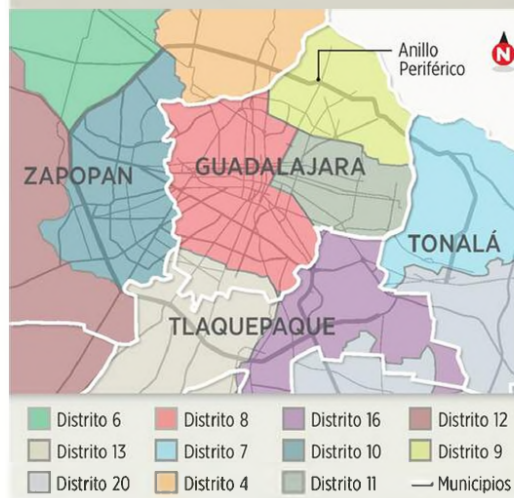 Anillo
Periférico
N
ZAPOPAN
GUADALAJARA
TONALÁ
TLAQUEPAQUE
Distrito 6
Distrito 8
Distrito 16
Distrito 12
Distrito 13
Distrito 7
Distrito 10
Distrito 9
Distrito 20
Distrito 4
Distrito 11
Municipios